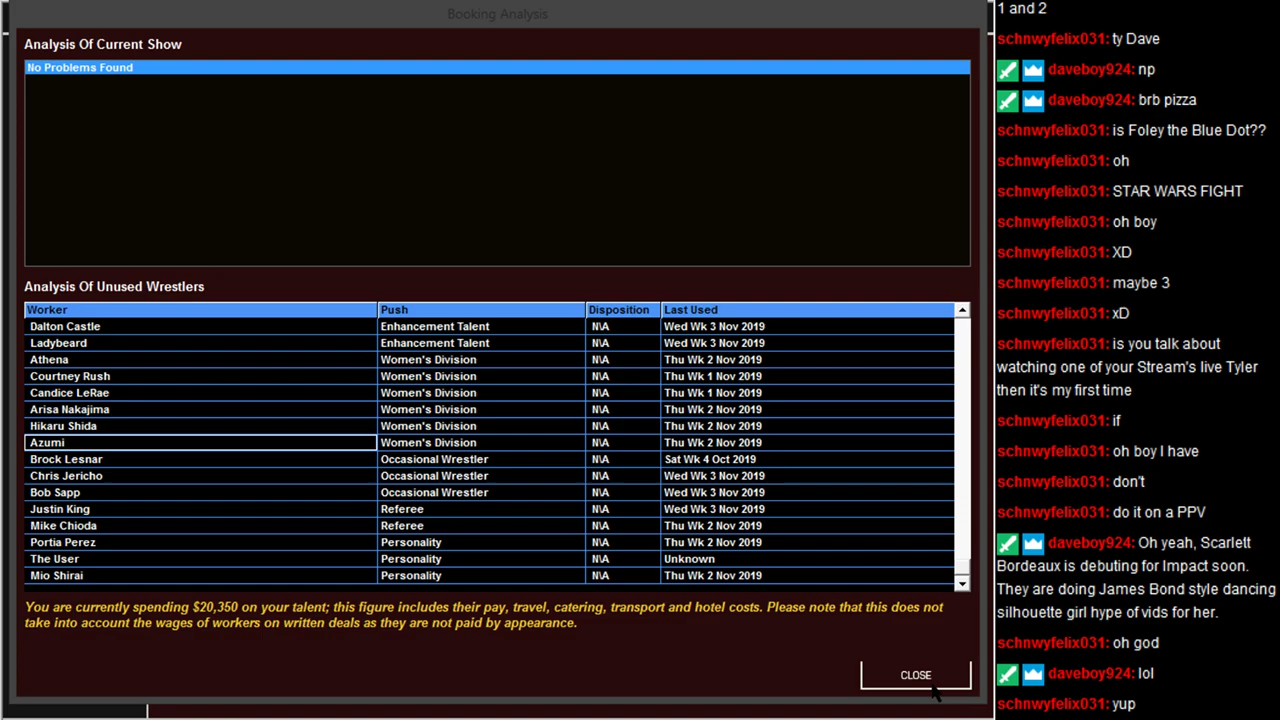 Booking Analysis
Analysis Of Current Show
No Problems Found
Analysis Of Unused Wrestlers
Worker Push Disposition Last Used
Dalton Castle Enhancement Talent N\A Wed Wk 3 Nov 2019
Ladybeard Enhancement Talent N\A Wed Wk 3 Nov 2019
Athena Women's Division N\A Thu Wk 2 Nov 2019
Courtney Rush Women's Division N\A Thu Wk 1 Nov 2019
Candice LeRae Women's Division N\A Thu Wk 1 Nov 2019
Arisa Nakajima Women's Division N\A Thu Wk 2 Nov 2019
Hikaru Shida Women's Division N\A Thu Wk 2 Nov 2019
Azumi Women's Division N\A Thu Wk 2 Nov 2019
Brock Lesnar Occasional Wrestler N\A Sat Wk 4 Oct 2019
Chris Jericho Occasional Wrestler N\A Wed Wk 3 Nov 2019
Bob Sapp Occasional Wrestler N\A Wed Wk 3 Nov 2019
Justin King Referee N\A Wed Wk 3 Nov 2019
Mike Chioda Referee N\A Thu Wk 2 Nov 2019
Portia Perez Personality N\A Thu Wk 2 Nov 2019
The User Personality N\A Unknown
Mio Shirai Personality N\A Thu Wk 2 Nov 2019
You are currently spending $20,350 on your talent; this figure includes their pay, travel, catering, transport and hotel costs. Please note that this does not
take into account the wages of workers on written deals as they are not paid by appearance.
CLOSE
1 and 2
schnwyfelix031: ty Dave
daveboy924: np
daveboy924: brb pizza
schnwyfelix031: is Foley the Blue Dot??
schnwyfelix031: oh
schnwyfelix031: STAR WARS FIGHT
schnwyfelix031: oh boy
schnwyfelix031: XD
schnwyfelix031: maybe 3
schnwyfelix031: xD
schnwyfelix031: is you talk about
watching one of your Stream's live Tyler
then it's my first time
schnwyfelix031: if
schnwyfelix031: oh boy I have
schnwyfelix031: don't
schnwyfelix031: do it on a PPV
daveboy924: Oh yeah, Scarlett
Bordeaux is debuting for Impact soon.
They are doing James Bond style dancing
silhouette girl hype of vids for her.
schnwyfelix031: oh god
daveboy924: lol
schnwyfelix031: yup